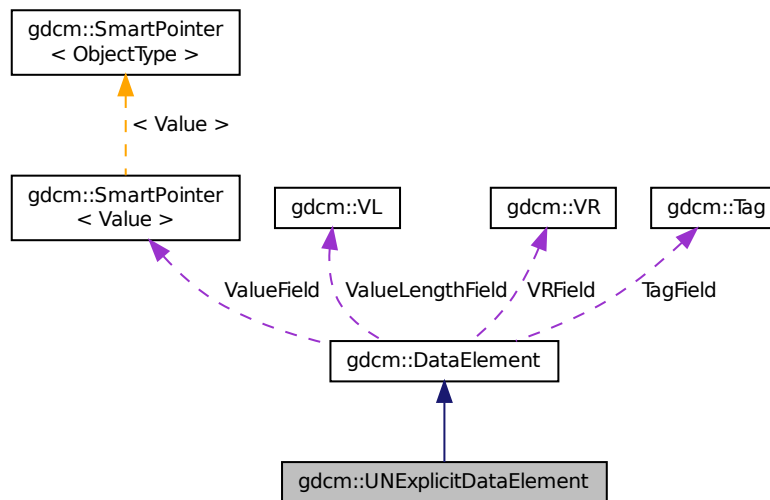 gdcm::SmartPointer
< ObjectType >
< Value >
gdcm::SmartPointer
< Value >
gdcm::VL
gdcm::VR
gdcm::Tag
ValueField
ValueLengthField
VRField
TagField
gdcm::DataElement
gdcm::UNExplicitDataElement